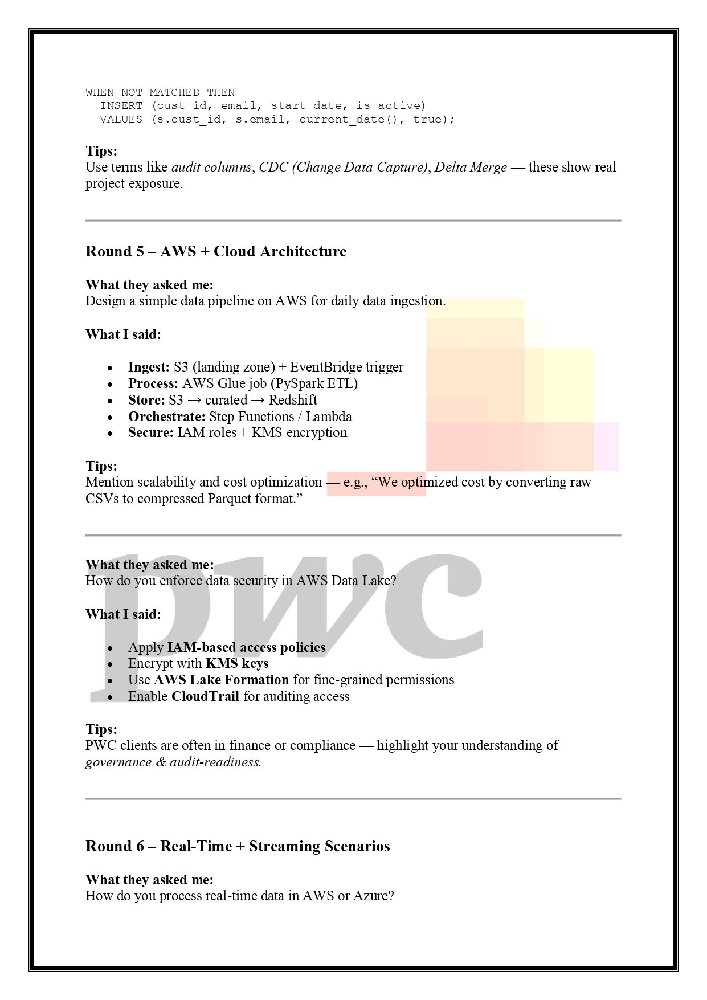 WHEN NOT MATCHED THEN
  INSERT (cust_id, email, start_date, is_active)
  VALUES (s.cust_id, s.email, current_date(), true);
Tips:
Use terms like audit columns, CDC (Change Data Capture), Delta Merge — these show real
project exposure.
Round 5 – AWS + Cloud Architecture
What they asked me:
Design a simple data pipeline on AWS for daily data ingestion.
What I said:
• Ingest: S3 (landing zone) + EventBridge trigger
• Process: AWS Glue job (PySpark ETL)
• Store: S3 → curated → Redshift
• Orchestrate: Step Functions / Lambda
• Secure: IAM roles + KMS encryption
Tips:
Mention scalability and cost optimization — e.g., “We optimized cost by converting raw
CSVs to compressed Parquet format.”
pwc
What they asked me:
How do you enforce data security in AWS Data Lake?
What I said:
• Apply IAM-based access policies
• Encrypt with KMS keys
• Use AWS Lake Formation for fine-grained permissions
• Enable CloudTrail for auditing access
Tips:
PWC clients are often in finance or compliance — highlight your understanding of
governance & audit-readiness.
Round 6 – Real-Time + Streaming Scenarios
What they asked me:
How do you process real-time data in AWS or Azure?